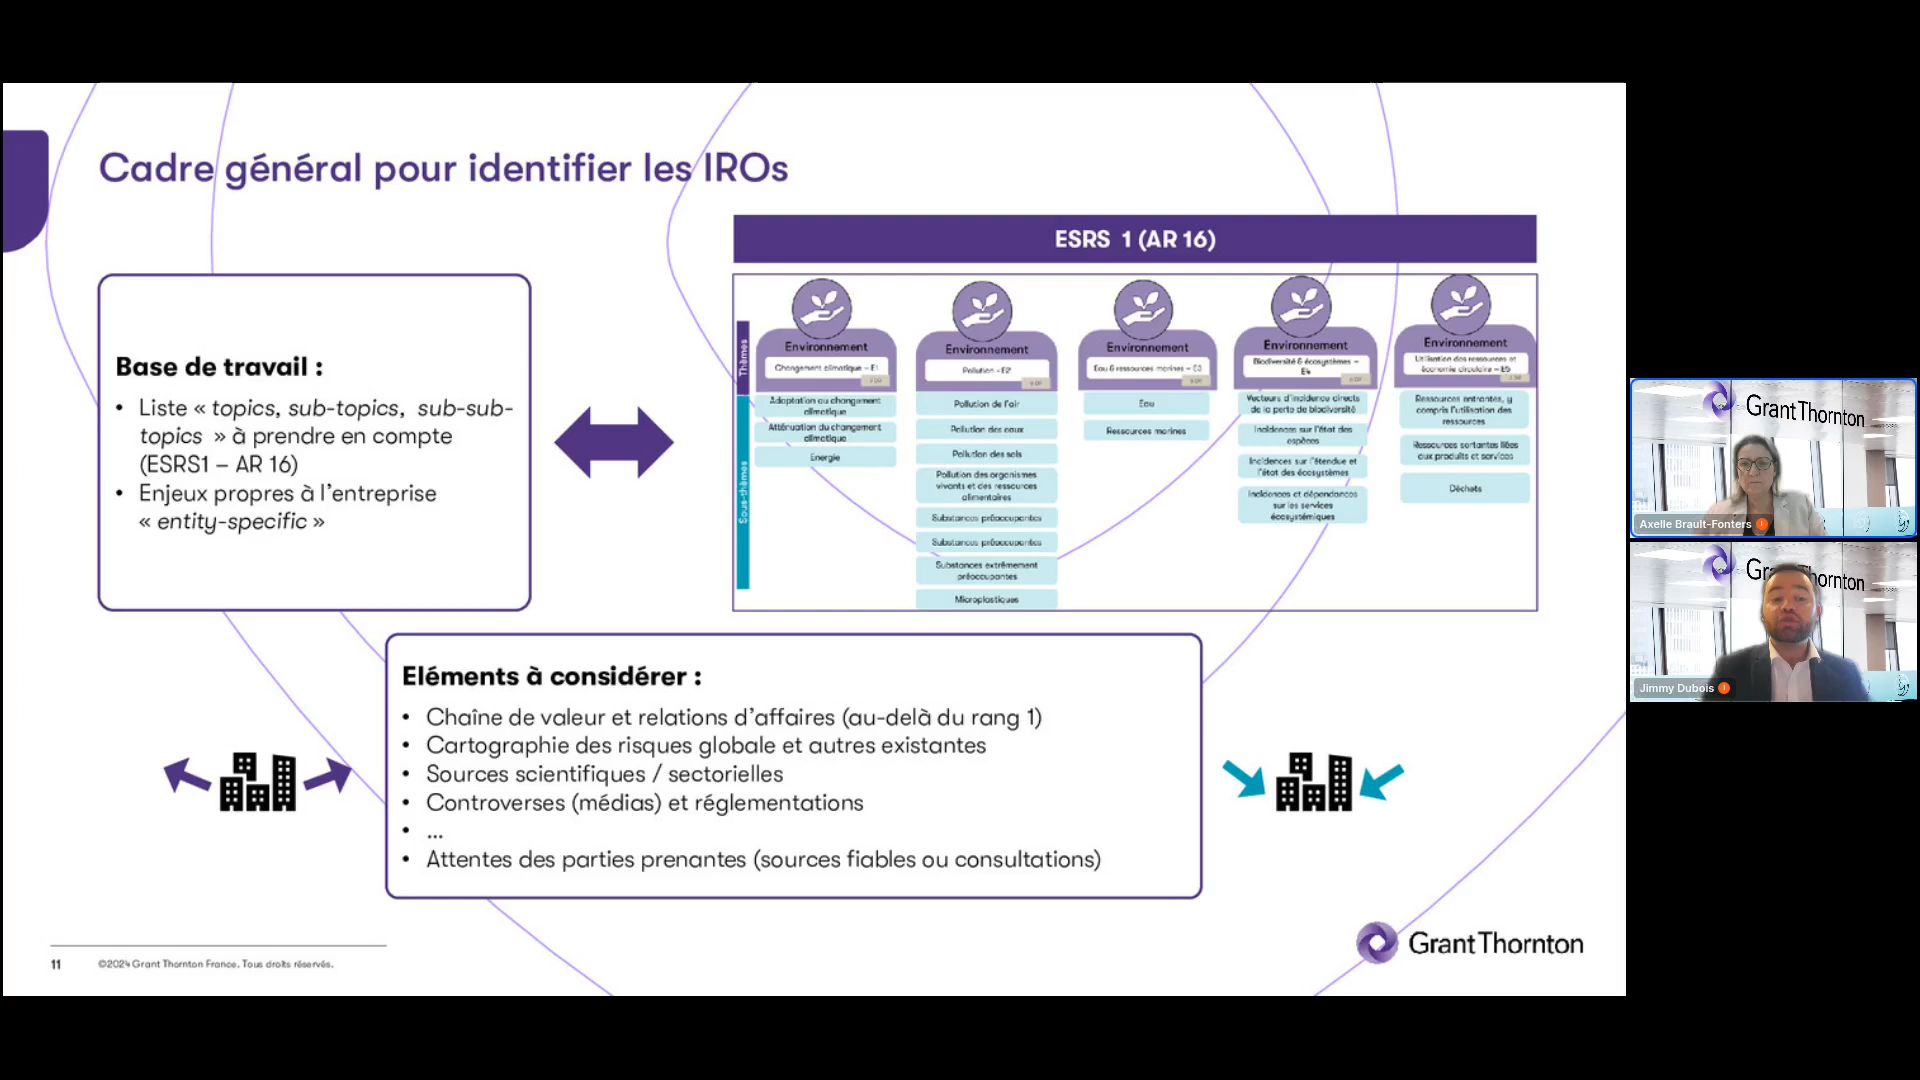 Cadre général pour identifier les IROs
ESRS 1 (AR 16)
Base de travail :
• Liste « topics, sub-topics, sub-sub-
topics » à prendre en compte
(ESRS1 – AR 16)
• Enjeux propres à l'entreprise
« entity-specific »
Thèmes
Sous-thèmes
Environnement
Changement climatique – E1
Adaptation au changement
climatique
Atténuation du changement
climatique
Energie
Environnement
Pollution – E2
Pollution de l'air
Pollution des eaux
Pollution des sols
Pollution des organismes
vivants et des ressources
alimentaires
Substances préoccupantes
Substances préoccupantes
Substances extrêmement
préoccupantes
Microplastiques
Environnement
Eau & ressources marines – E3
Eau
Ressources marines
Environnement
Biodiversité & écosystèmes –
E4
Vecteurs d'incidence directs
de la perte de biodiversité
Incidences sur l'état des
espèces
Incidences sur l'étendue et
l'état des écosystèmes
Incidences et dépendances
sur les services
écosystémiques
Environnement
Utilisation des ressources et
économie circulaire – E5
Ressources entrantes, y
compris l'utilisation des
ressources
Ressources sortantes liées
aux produits et services
Déchets
Eléments à considérer :
• Chaîne de valeur et relations d'affaires (au-delà du rang 1)
• Cartographie des risques globale et autres existantes
• Sources scientifiques / sectorielles
• Controverses (médias) et réglementations
• ...
• Attentes des parties prenantes (sources fiables ou consultations)
11
©2024 Grant Thornton France. Tous droits réservés.
Grant Thornton
Grant Thornton
Axelle Brault-Fonters
Jimmy Dubois